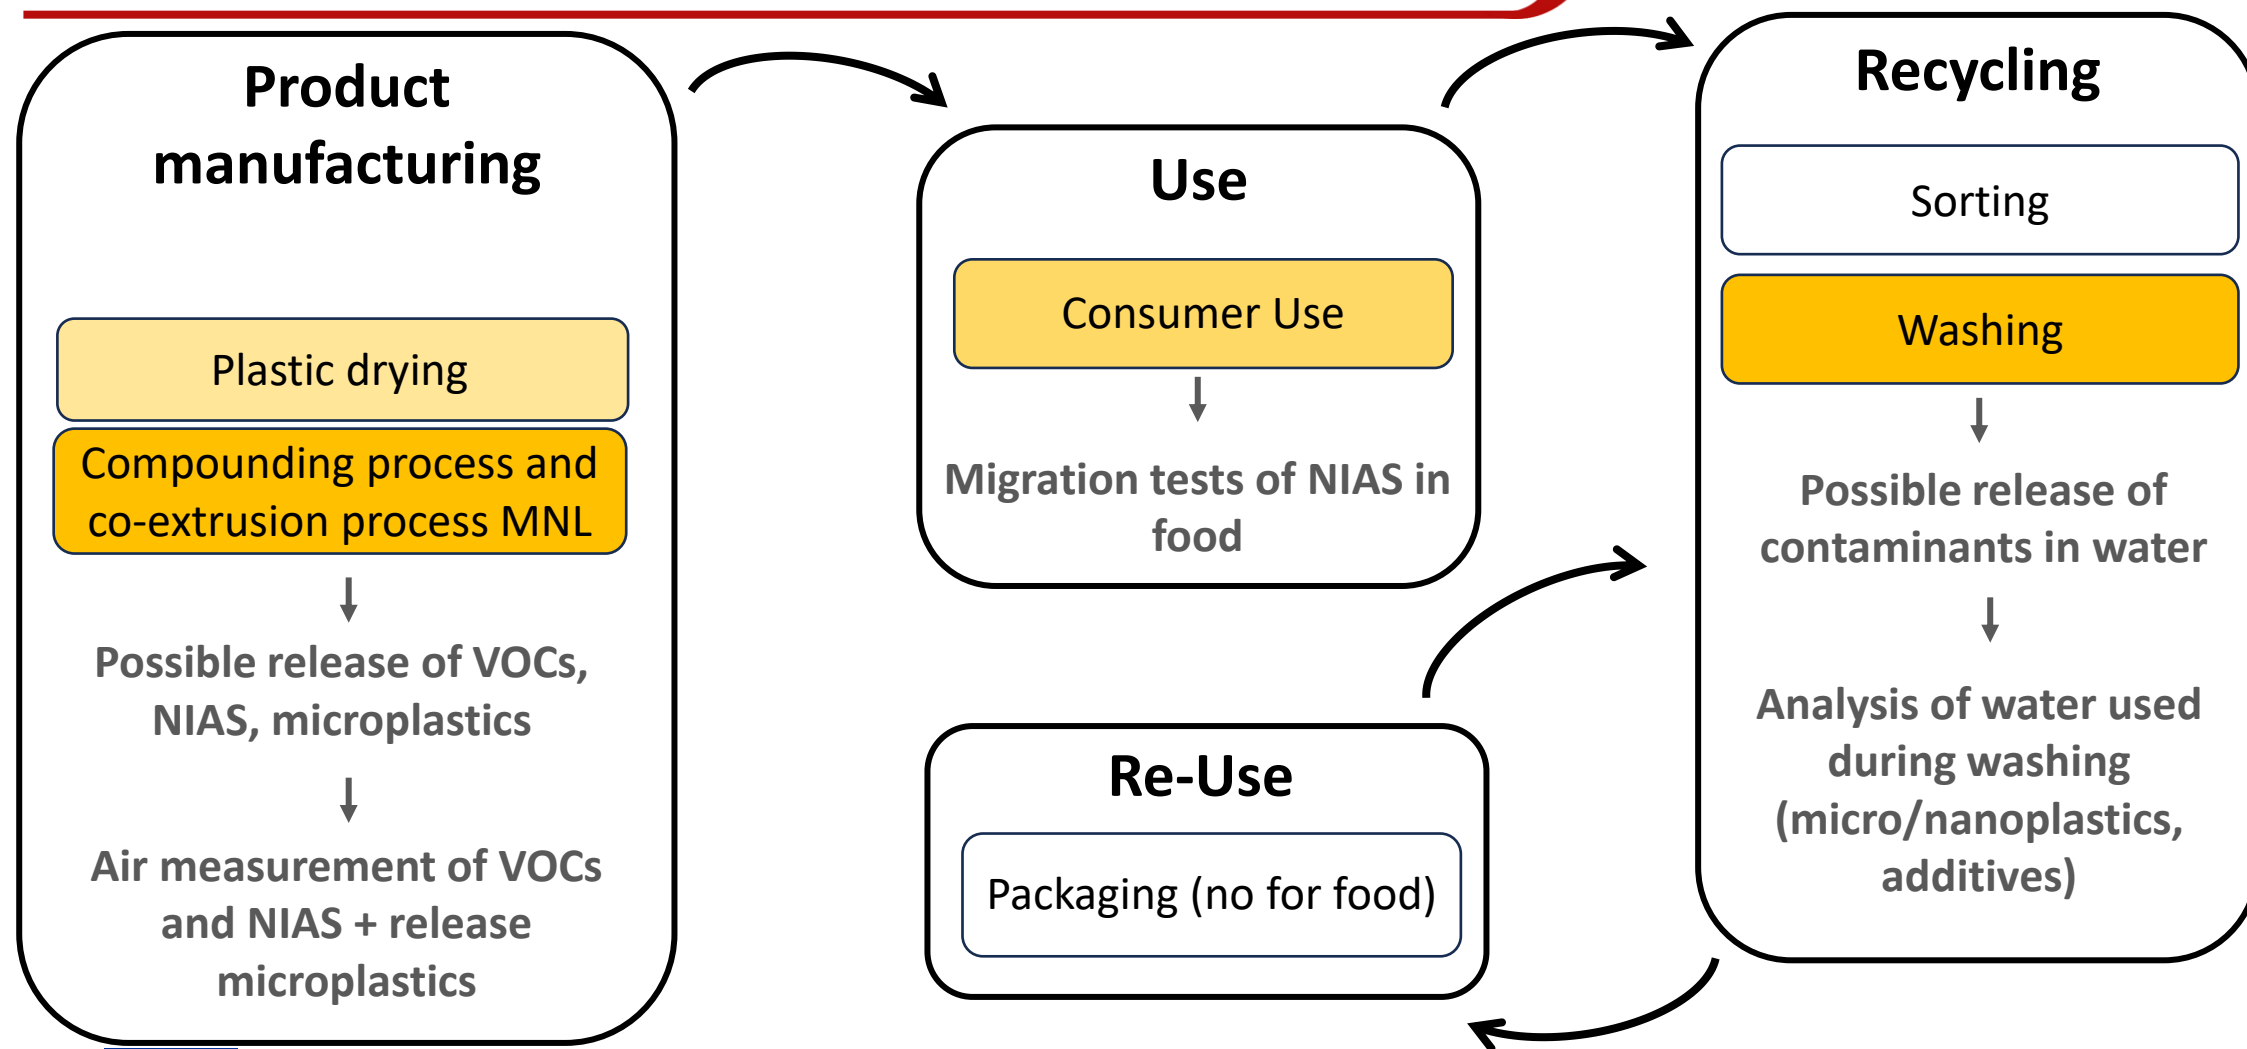 Product
manufacturing
Plastic drying
Compounding process and
co-extrusion process MNL
Possible release of VOCs,
NIAS, microplastics
Air measurement of VOCs
and NIAS + release
microplastics
Use
Consumer Use
Migration tests of NIAS in
food
Re-Use
Packaging (no for food)
Recycling
Sorting
Washing
Possible release of
contaminants in water
Analysis of water used
during washing
(micro/nanoplastics,
additives)